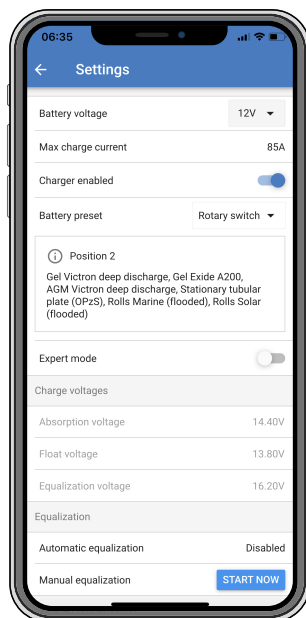 06:35
Settings
Battery voltage 12V
Max charge current 85A
Charger enabled
Battery preset Rotary switch
Position 2
Gel Victron deep discharge, Gel Exide A200,
AGM Victron deep discharge, Stationary tubular
plate (OPzS), Rolls Marine (flooded), Rolls Solar
(flooded)
Expert mode
Charge voltages
Absorption voltage 14.40V
Float voltage 13.80V
Equalization voltage 16.20V
Equalization
Automatic equalization Disabled
Manual equalization START NOW